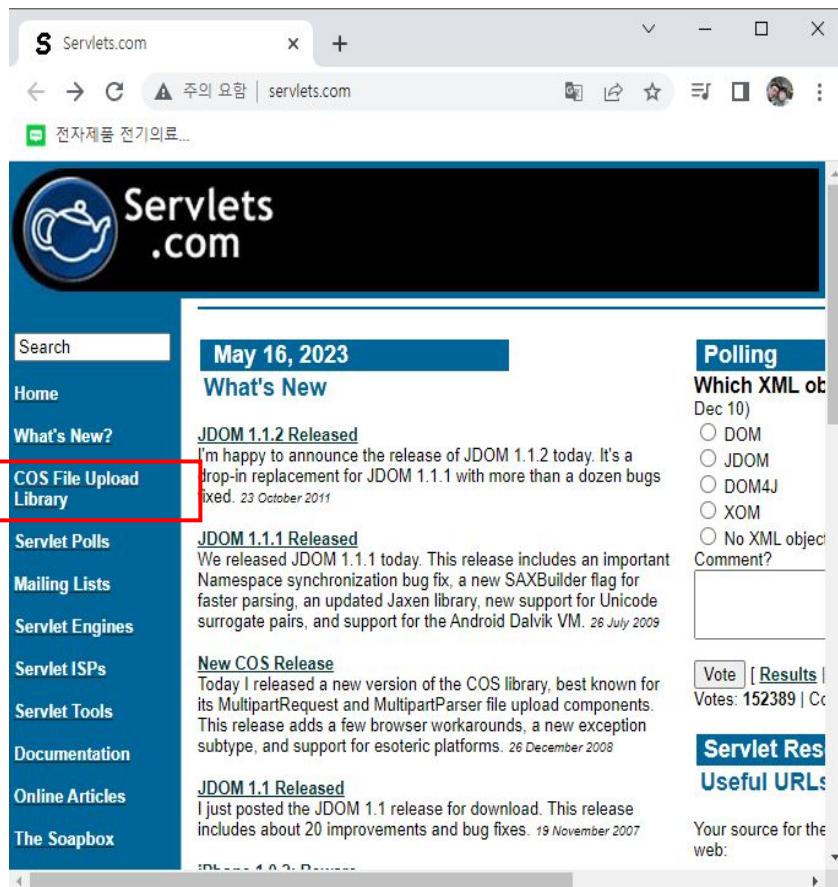 Servlets.com
주의 요함 | servlets.com
전자제품 전기의료...
Servlets
.com
Search
Home
What's New?
COS File Upload
Library
Servlet Polls
Mailing Lists
Servlet Engines
Servlet ISPs
Servlet Tools
Documentation
Online Articles
The Soapbox
May 16, 2023
What's New
JDOM 1.1.2 Released
I'm happy to announce the release of JDOM 1.1.2 today. It's a
drop-in replacement for JDOM 1.1.1 with more than a dozen bugs
fixed. 23 October 2011
JDOM 1.1.1 Released
We released JDOM 1.1.1 today. This release includes an important
Namespace synchronization bug fix, a new SAXBuilder flag for
faster parsing, an updated Jaxen library, new support for Unicode
surrogate pairs, and support for the Android Dalvik VM. 26 July 2009
New COS Release
Today I released a new version of the COS library, best known for
its MultipartRequest and MultipartParser file upload components.
This release adds a few browser workarounds, a new exception
subtype, and support for esoteric platforms. 26 December 2008
JDOM 1.1 Released
I just posted the JDOM 1.1 release for download. This release
includes about 20 improvements and bug fixes. 19 November 2007
Polling
Which XML ob
Dec 10)
DOM
JDOM
DOM4J
XOM
No XML object
Comment?
Vote [ Results |
Votes: 152389 | Co
Servlet Res
Useful URLs
Your source for the
web: